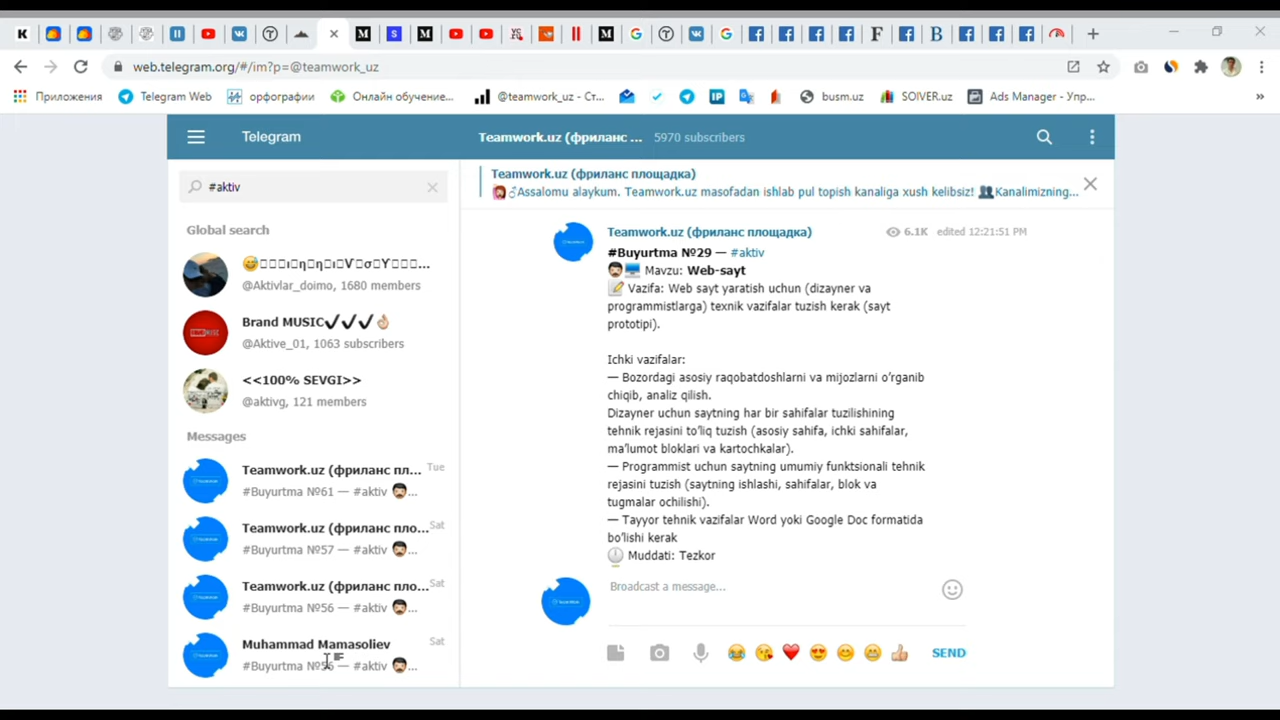 web.telegram.org/#/im?p=@teamwork_uz
Приложения
Telegram Web
орфографии
Онлайн обучение...
@teamwork_uz - Ст...
busm.uz
SOlVER.uz
Ads Manager - Упр...
Telegram
Teamwork.uz (фриланс ... 5970 subscribers
#aktiv
Teamwork.uz (фриланс площадка)
Assalomu alaykum. Teamwork.uz masofadan ishlab pul topish kanaliga xush kelibsiz! Kanalimizning...
Global search
@Aktivlar_doimo, 1680 members
Brand MUSIC
@Aktive_01, 1063 subscribers
<<100% SEVGI>>
@aktivg, 121 members
Messages
Teamwork.uz (фриланс пл... Tue
#Buyurtma №61 — #aktiv ...
Teamwork.uz (фриланс пло... Sat
#Buyurtma №57 — #aktiv ...
Teamwork.uz (фриланс пло... Sat
#Buyurtma №56 — #aktiv ...
Muhammad Mamasoliev Sat
#Buyurtma №56 — #aktiv ...
Teamwork.uz (фриланс площадка) 6.1K edited 12:21:51 PM
#Buyurtma №29 — #aktiv
Mavzu: Web-sayt
Vazifa: Web sayt yaratish uchun (dizayner va
programmistlarga) texnik vazifalar tuzish kerak (sayt
prototipi).
Ichki vazifalar:
— Bozordagi asosiy raqobatdoshlarni va mijozlarni o’rganib
chiqib, analiz qilish.
Dizayner uchun saytning har bir sahifalar tuzilishining
tehnik rejasini to’liq tuzish (asosiy sahifa, ichki sahifalar,
ma’lumot bloklari va kartochkalar).
— Programmist uchun saytning umumiy funktsionali tehnik
rejasini tuzish (saytning ishlashi, sahifalar, blok va
tugmalar ochilishi).
— Tayyor tehnik vazifalar Word yoki Google Doc formatida
bo’lishi kerak
Muddati: Tezkor
Broadcast a message...
SEND